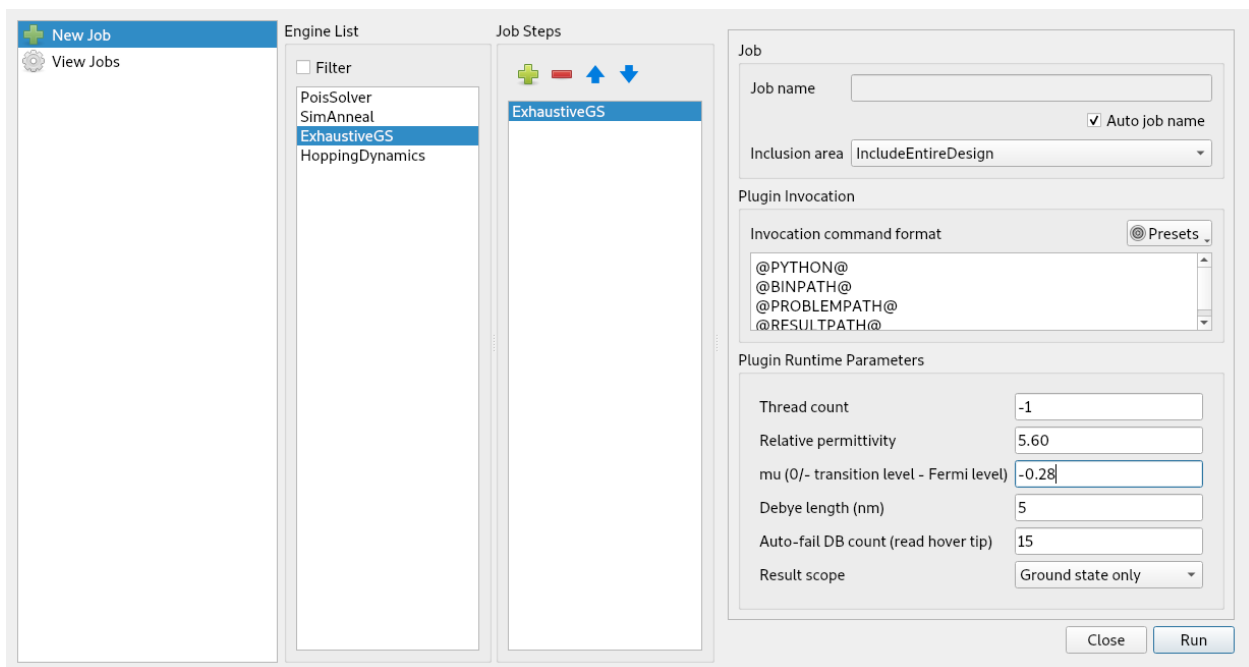 New Job
View Jobs
Engine List
Filter
PoisSolver
SimAnneal
ExhaustiveGS
HoppingDynamics
Job Steps
ExhaustiveGS
Job
Job name
Auto job name
Inclusion area IncludeEntireDesign
Plugin Invocation
Invocation command format Presets
@PYTHON@
@BINPATH@
@PROBLEMPATH@
@RESULTPATH@
Plugin Runtime Parameters
Thread count -1
Relative permittivity 5.60
mu (0/- transition level - Fermi level) -0.28
Debye length (nm) 5
Auto-fail DB count (read hover tip) 15
Result scope Ground state only
Close Run